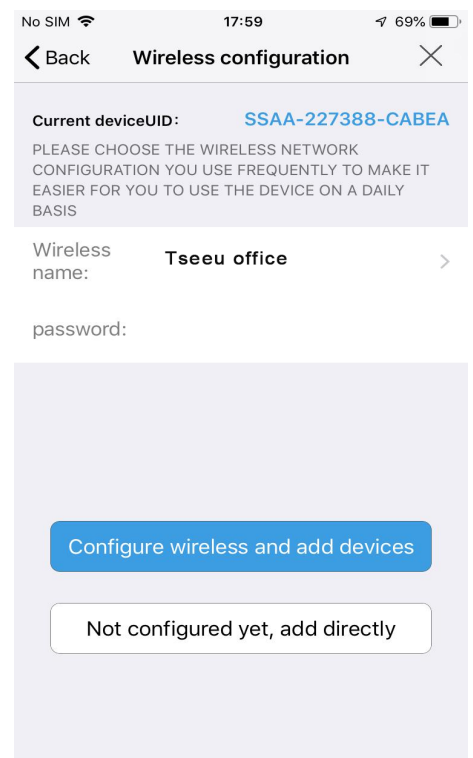 No SIM 17:59 69%
Back Wireless configuration
Current deviceUID: SSAA-227388-CABEA
PLEASE CHOOSE THE WIRELESS NETWORK
CONFIGURATION YOU USE FREQUENTLY TO MAKE IT
EASIER FOR YOU TO USE THE DEVICE ON A DAILY
BASIS
Wireless
name: Tseeu office
password:
Configure wireless and add devices
Not configured yet, add directly